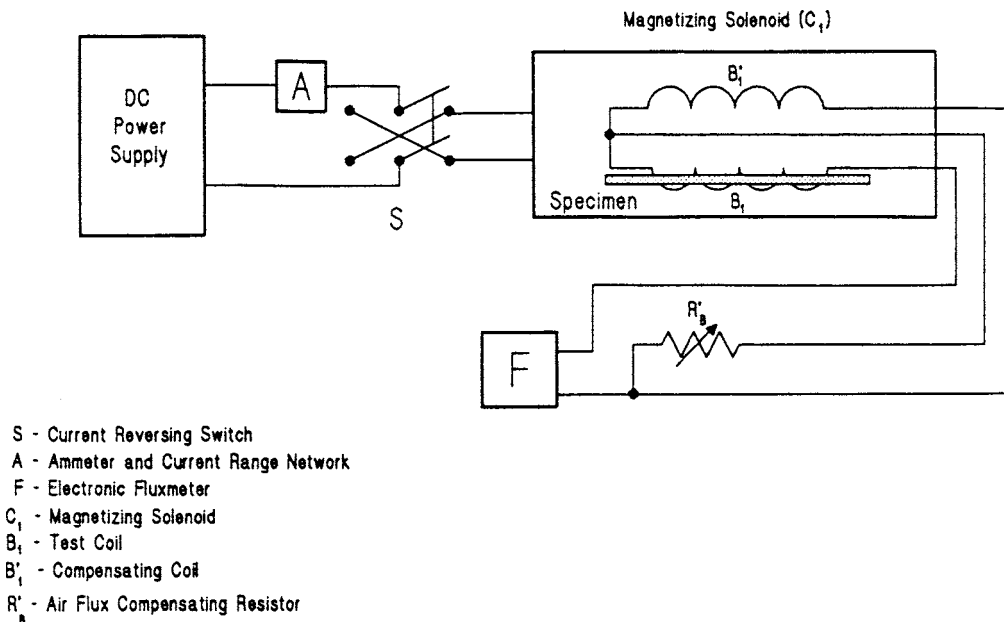 Magnetizing Solenoid (C₁)
DC
Power
Supply
A
S
B'₁
Specimen
B₁
R'B
F
S - Current Reversing Switch
A - Ammeter and Current Range Network
F - Electronic Fluxmeter
C₁ - Magnetizing Solenoid
B₁ - Test Coil
B'₁ - Compensating Coil
R'B - Air Flux Compensating Resistor